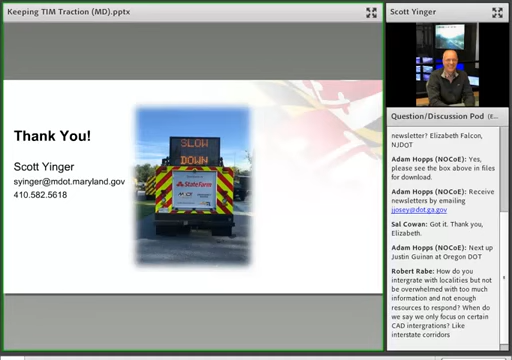 Keeping TIM Traction (MD).pptx
Thank You!
Scott Yinger
syinger@mdot.maryland.gov
410.582.5618
SLOW
DOWN
StateFarm
Scott Yinger
Question/Discussion Pod (E...
newsletter? Elizabeth Falcon,
NJDOT
Adam Hopps (NOCoE): Yes,
please see the box above in files
for download.
Adam Hopps (NOCoE): Receive
newsletters by emailing
jjosey@dot.ga.gov
Sal Cowan: Got it. Thank you,
Elizabeth.
Adam Hopps (NOCoE): Next up
Justin Guinan at Oregon DOT
Robert Rabe: How do you
intergrate with localities but not
be overwhelmed with too much
information and not enough
resources to respond? When do
we say we only focus on certain
CAD intergrations? Like
interstate corridors